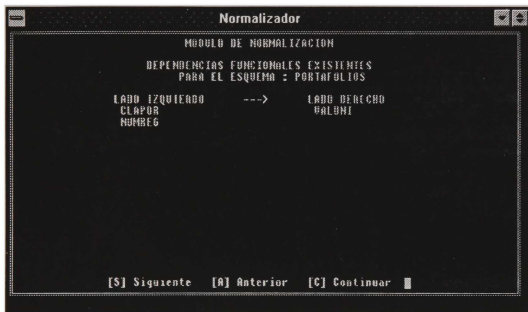 Normalizador
MODULO DE NORMALIZACION
DEPENDENCIAS FUNCIONALES EXISTENTES
PARA EL ESQUEMA : PORTAFOLIOS
LADO IZQUIERDO ---> LADO DERECHO
CLAPOR VALUNI
NUMREG
[S] Siguiente [A] Anterior [C] Continuar